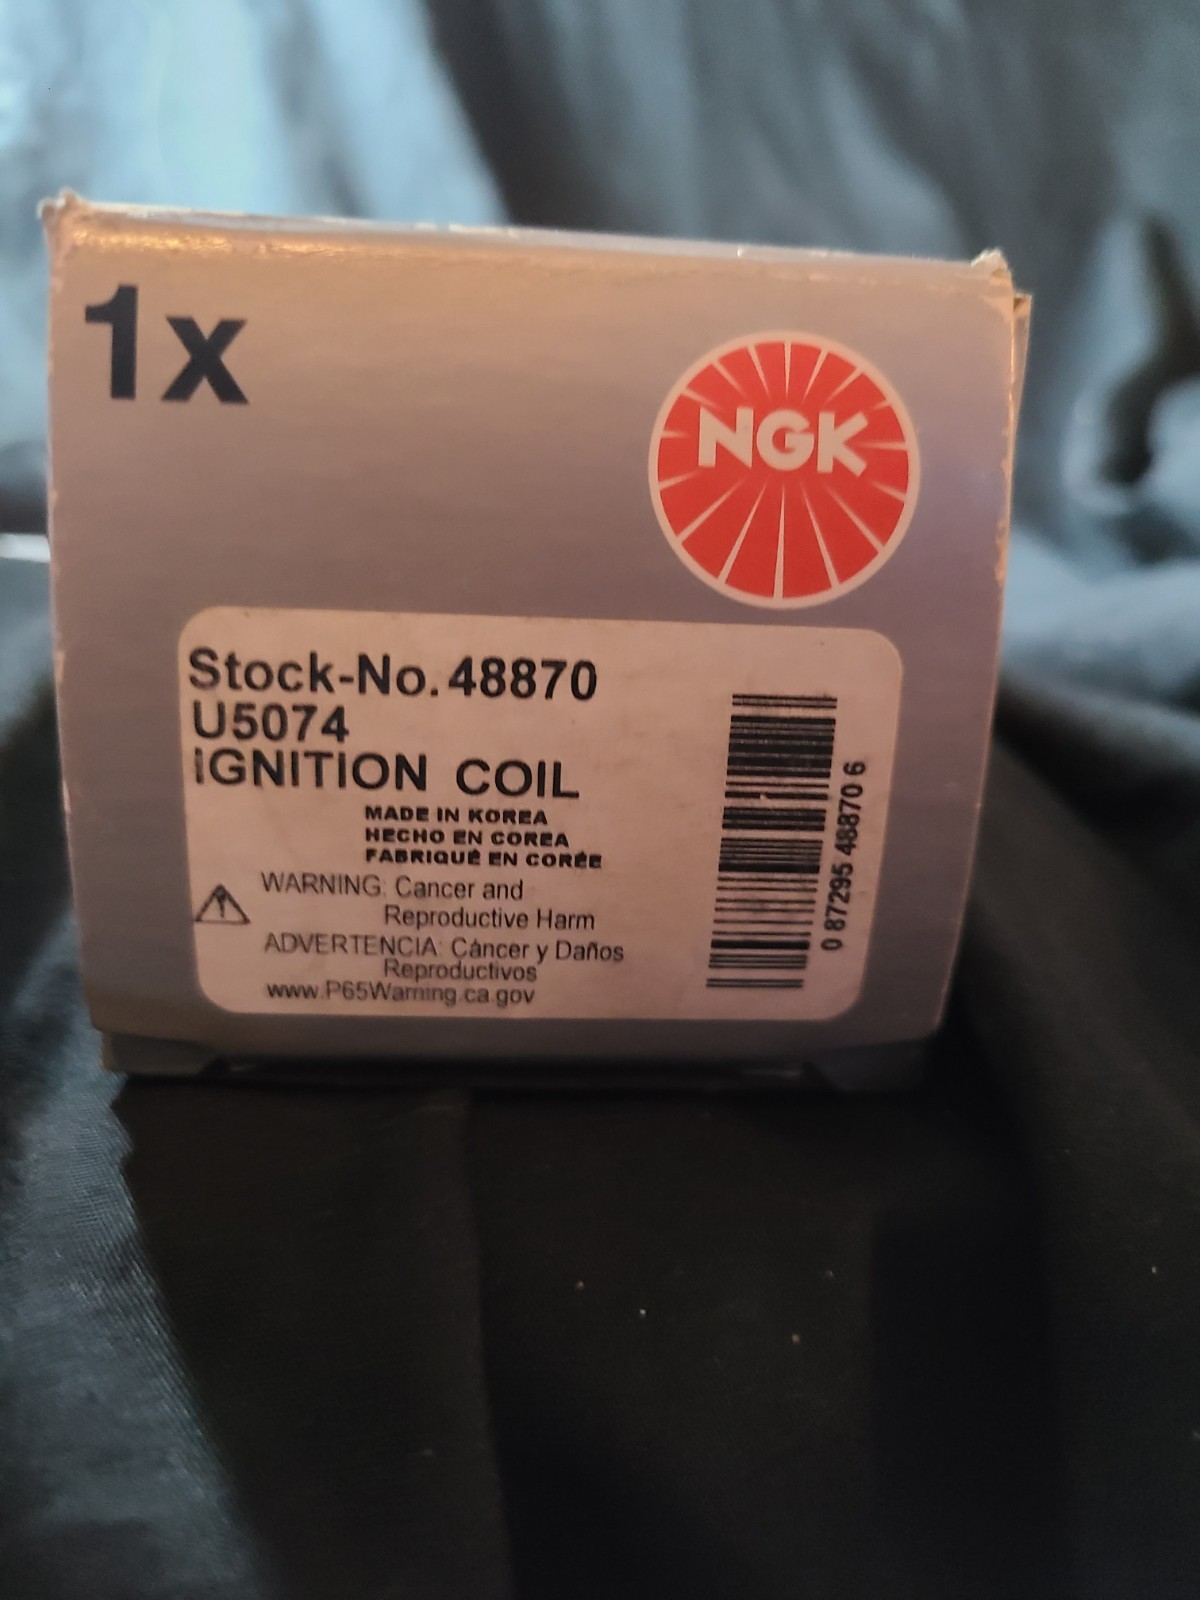 1x
NGK
Stock-No. 48870
U5074
IGNITION COIL
MADE IN KOREA
HECHO EN COREA
FABRIQUÉ EN CORÉE
WARNING: Cancer and
Reproductive Harm
ADVERTENCIA: Cáncer y Daños
Reproductivos
www.P65Warning.ca.gov
0 87295 48870 6